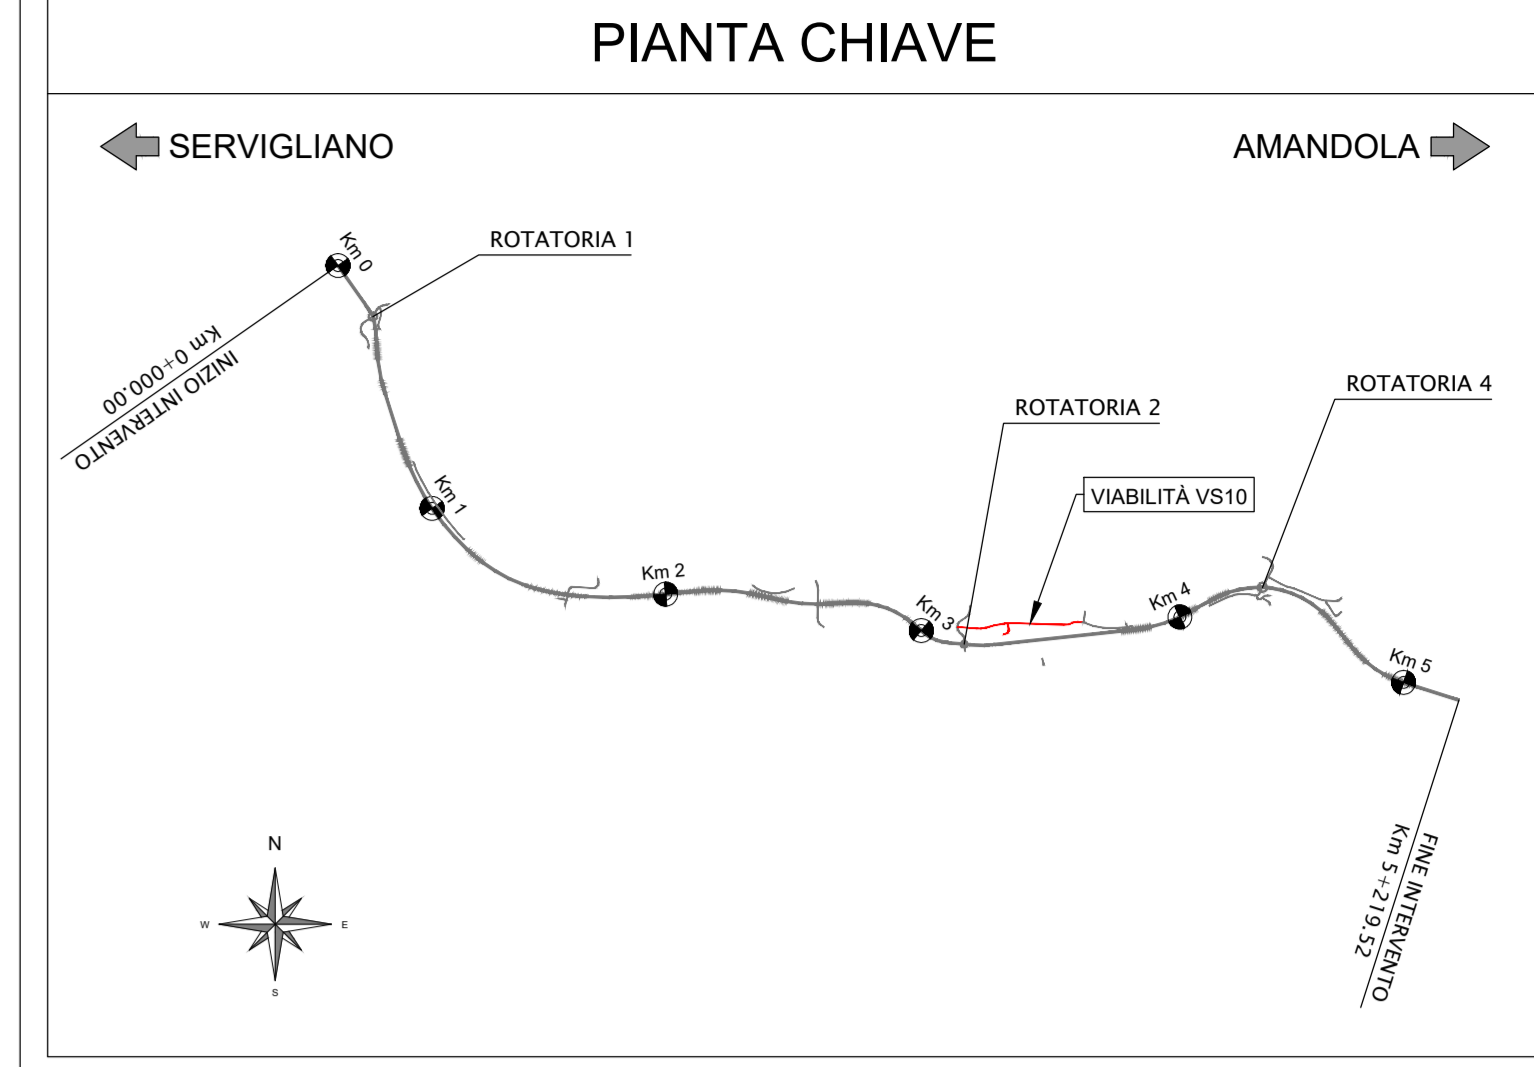 PIANTA CHIAVE
SERVIGLIANO
AMANDOLA
Km 0
ROTATORIA 1
Km 0+000.00
INIZIO INTERVENTO
ROTATORIA 4
ROTATORIA 2
Km 1
VIABILITÀ VS10
Km 2
Km 3
Km 4
Km 5
N
W
E
S
FINE INTERVENTO
Km 5+219.52